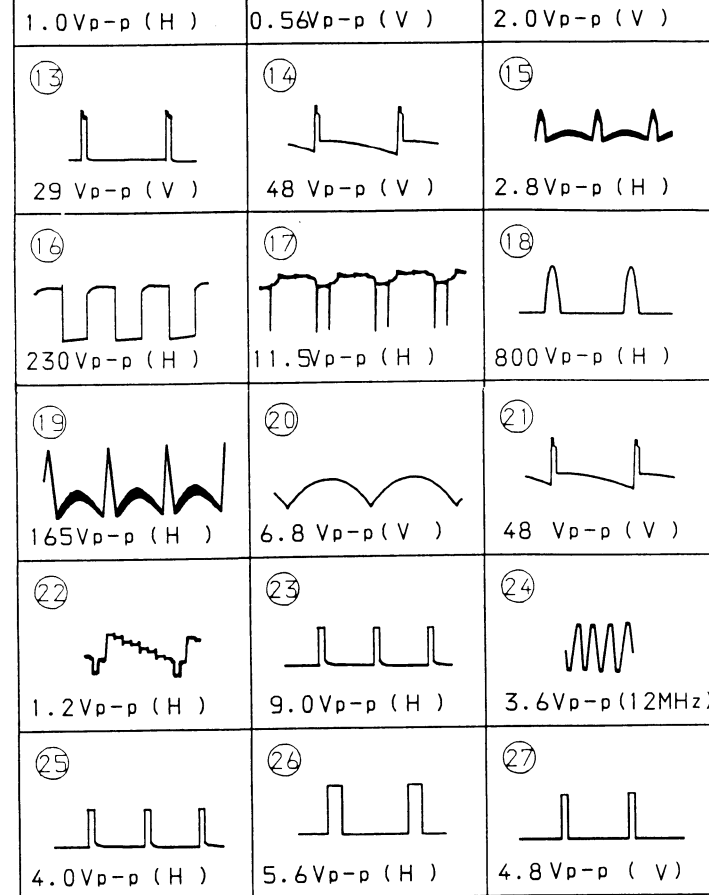 1.0Vp-p (H) 0.56Vp-p (V) 2.0Vp-p (V)
13 14 15
29 Vp-p (V) 48 Vp-p (V) 2.8Vp-p (H)
16 17 18
230Vp-p (H) 11.5Vp-p (H) 800Vp-p (H)
19 20 21
165Vp-p (H) 6.8 Vp-p(V) 48 Vp-p (V)
22 23 24
1.2Vp-p (H) 9.0Vp-p (H) 3.6Vp-p(12MHz)
25 26 27
4.0Vp-p (H) 5.6Vp-p (H) 4.8Vp-p (V)